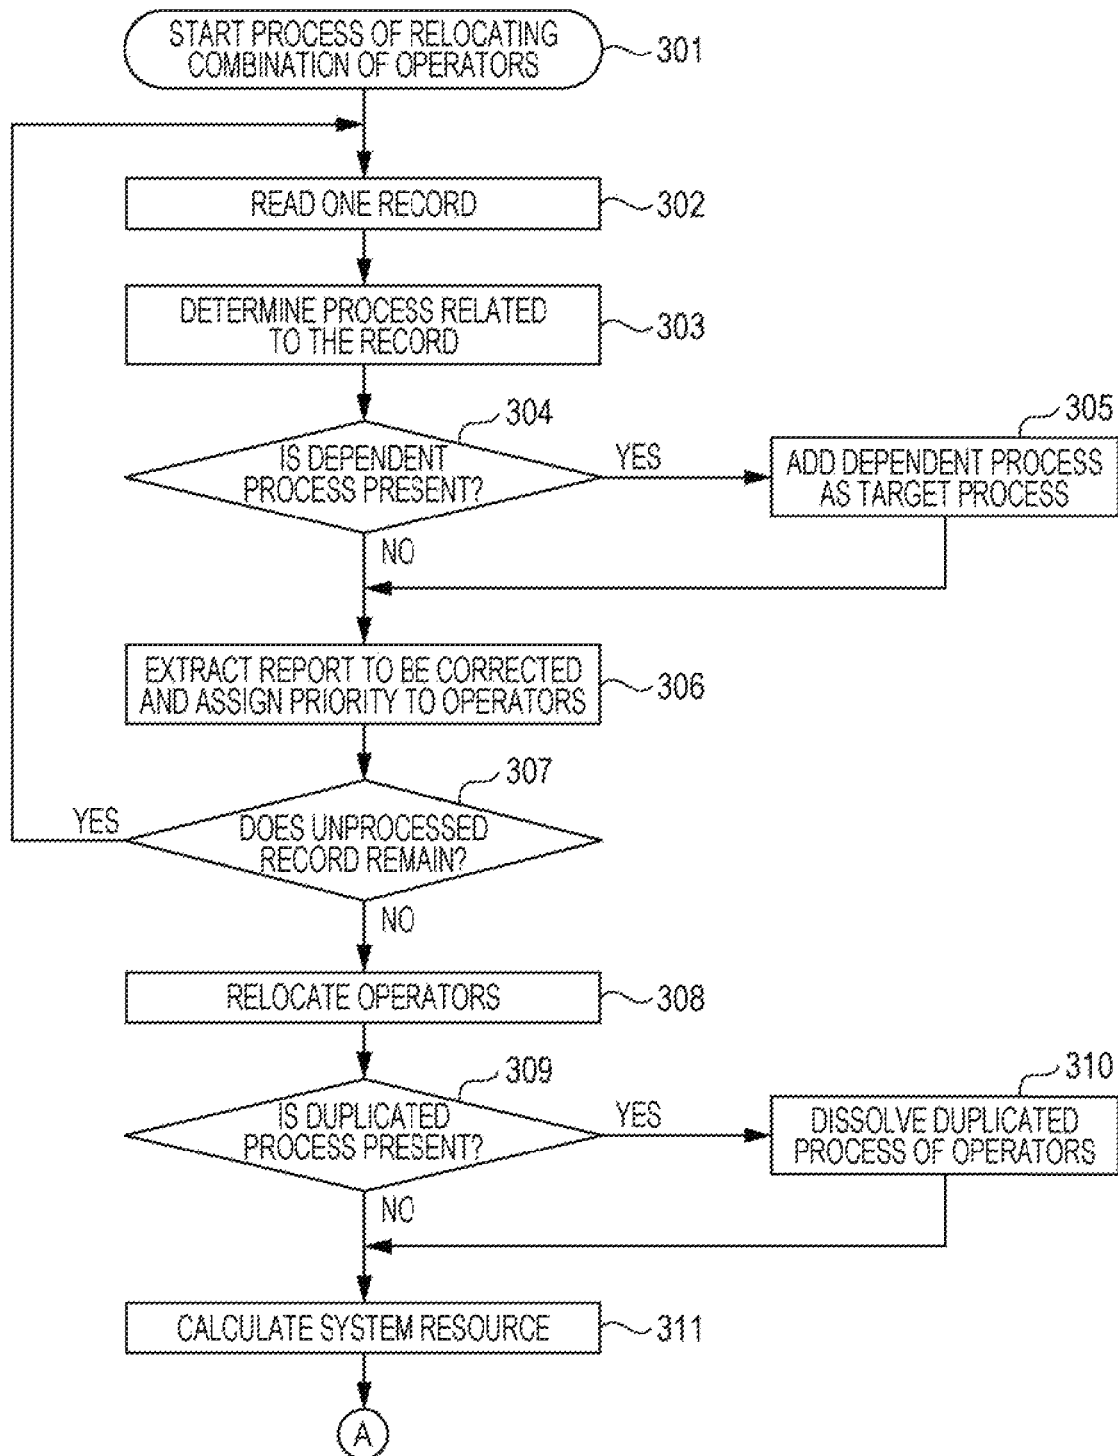 START PROCESS OF RELOCATING
COMBINATION OF OPERATORS
301
READ ONE RECORD
302
DETERMINE PROCESS RELATED
TO THE RECORD
303
304
IS DEPENDENT
PROCESS PRESENT?
YES
NO
305
ADD DEPENDENT PROCESS
AS TARGET PROCESS
EXTRACT REPORT TO BE CORRECTED
AND ASSIGN PRIORITY TO OPERATORS
306
307
YES
DOES UNPROCESSED
RECORD REMAIN?
NO
RELOCATE OPERATORS
308
309
IS DUPLICATED
PROCESS PRESENT?
YES
NO
310
DISSOLVE DUPLICATED
PROCESS OF OPERATORS
CALCULATE SYSTEM RESOURCE
311
A